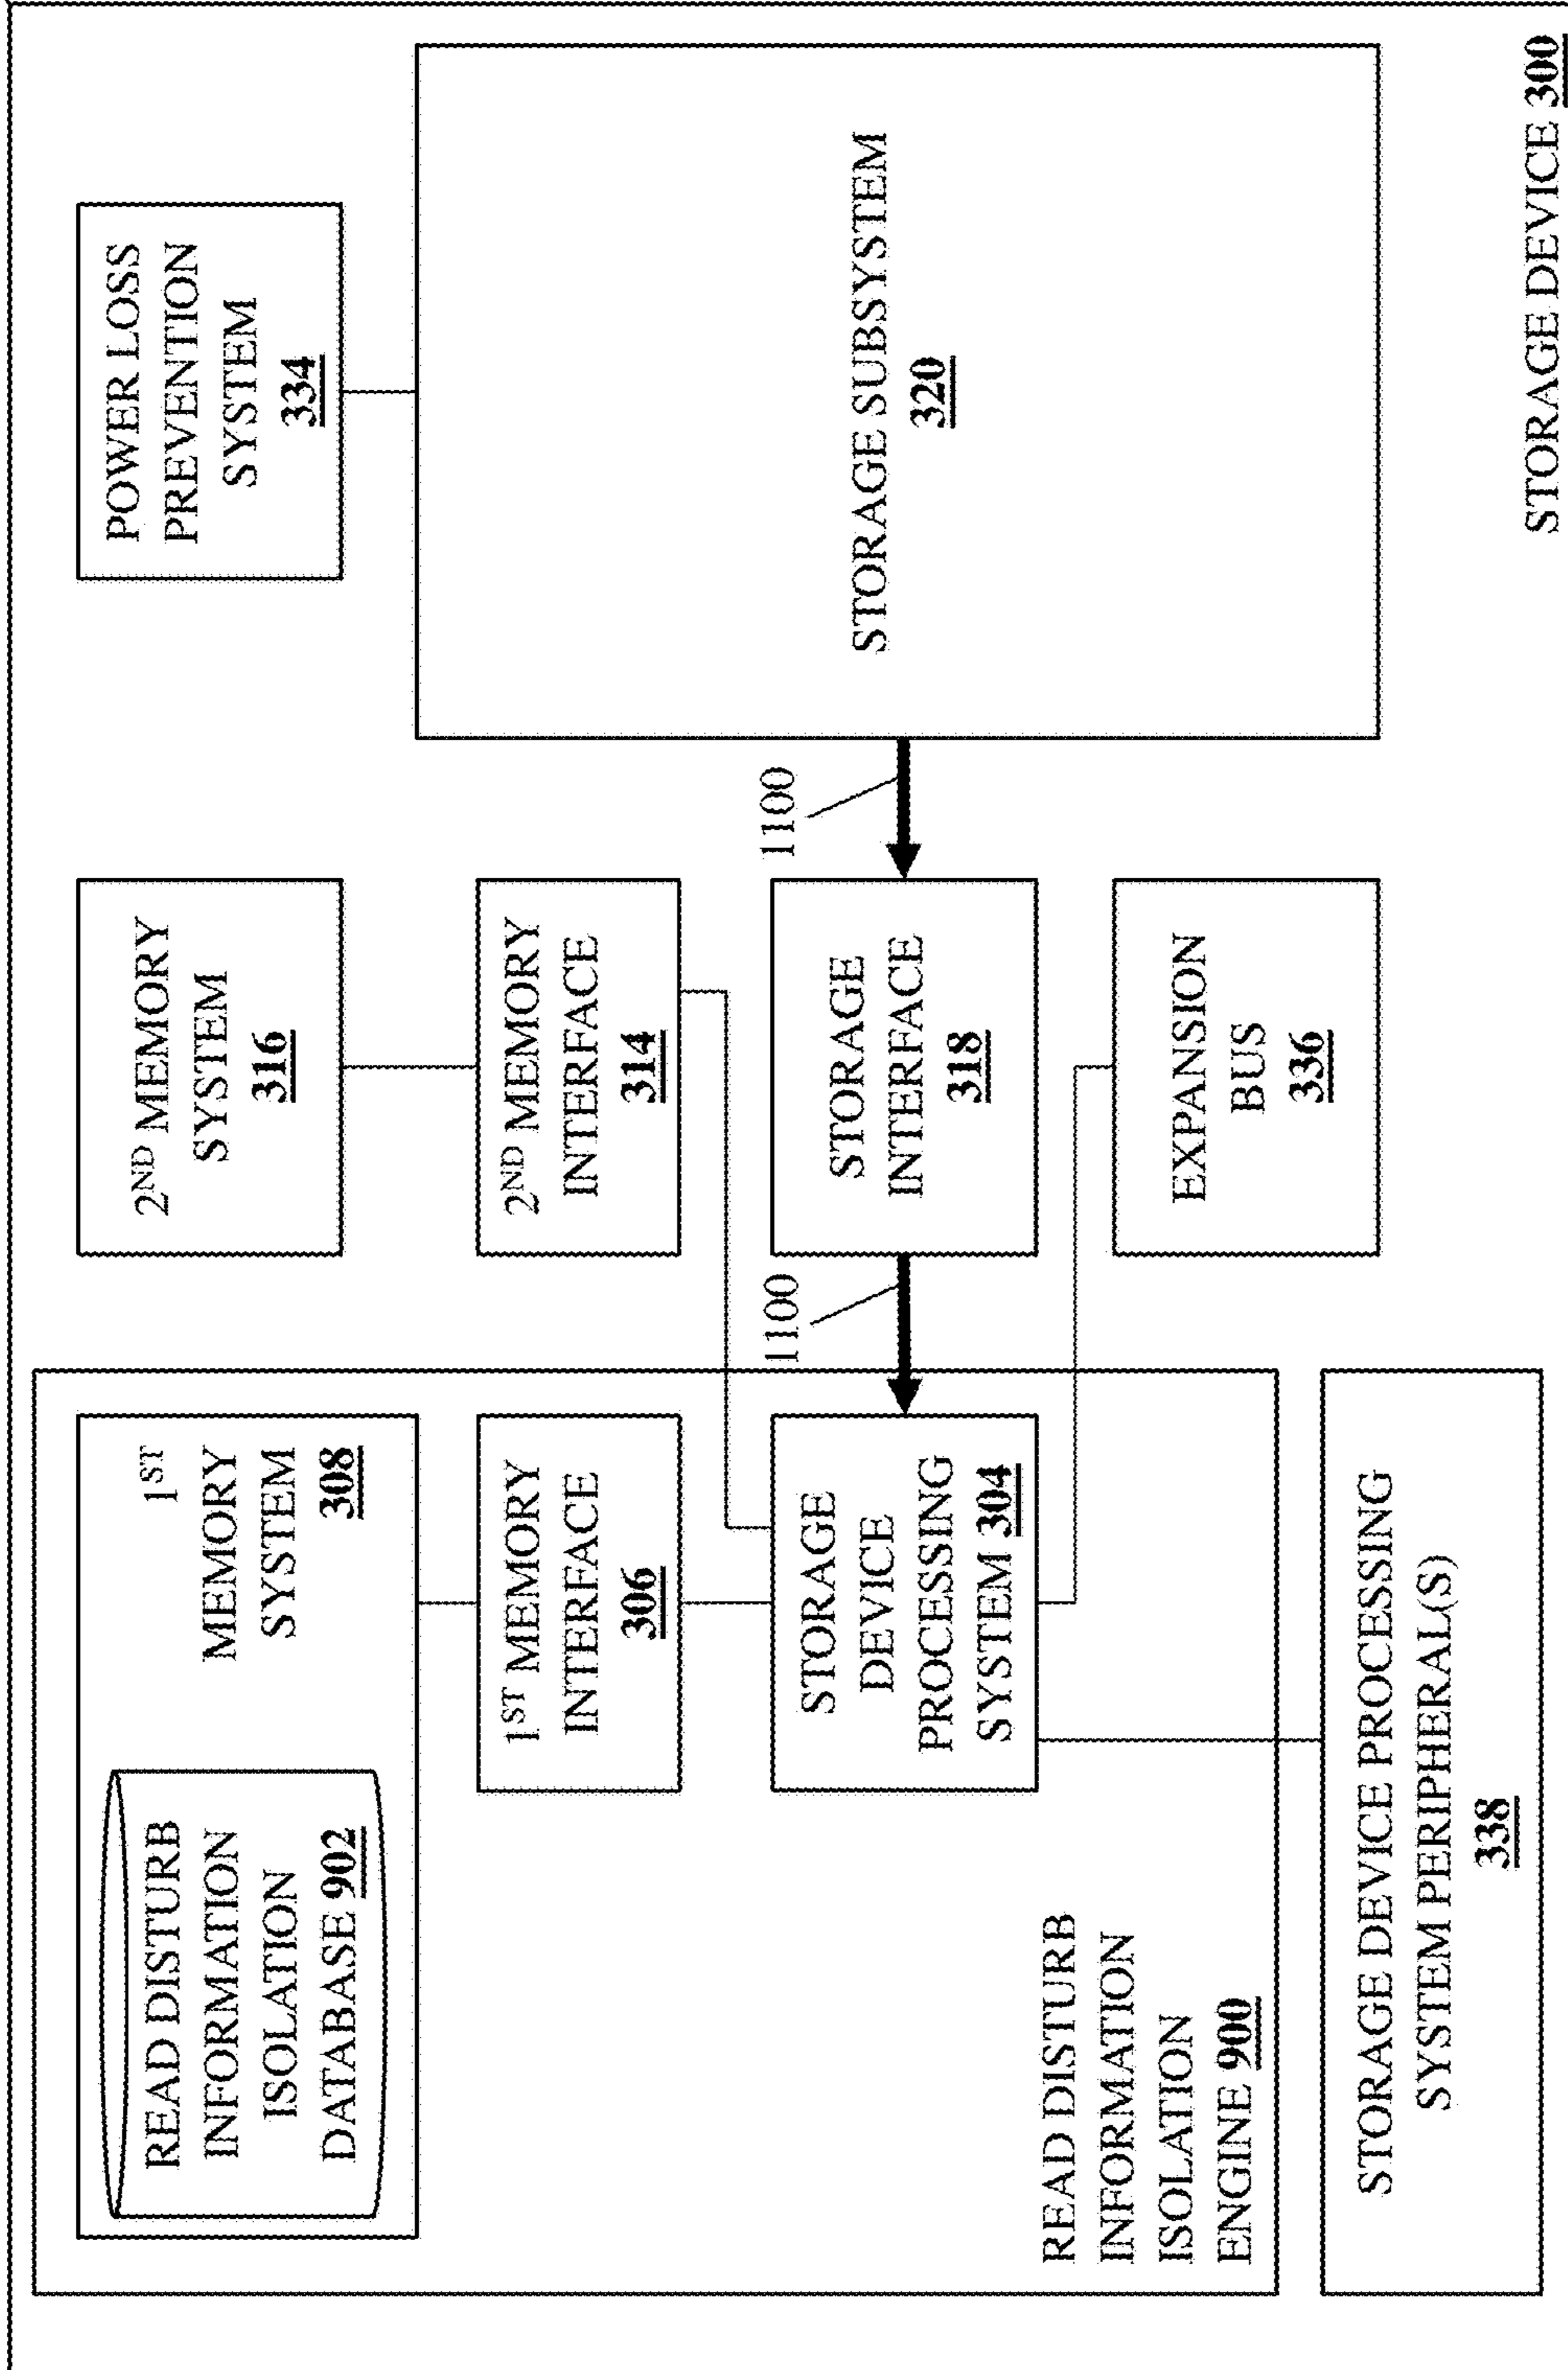 READ DISTURB
INFORMATION
ISOLATION
DATABASE 902
1ST
MEMORY
SYSTEM
308
2ND MEMORY
SYSTEM
316
POWER LOSS
PREVENTION
SYSTEM
334
1ST MEMORY
INTERFACE
306
2ND MEMORY
INTERFACE
314
STORAGE
DEVICE
PROCESSING
SYSTEM 304
1100
STORAGE
INTERFACE
318
1100
STORAGE SUBSYSTEM
320
READ DISTURB
INFORMATION
ISOLATION
ENGINE 900
EXPANSION
BUS
336
STORAGE DEVICE PROCESSING
SYSTEM PERIPHERAL(S)
338
STORAGE DEVICE 300